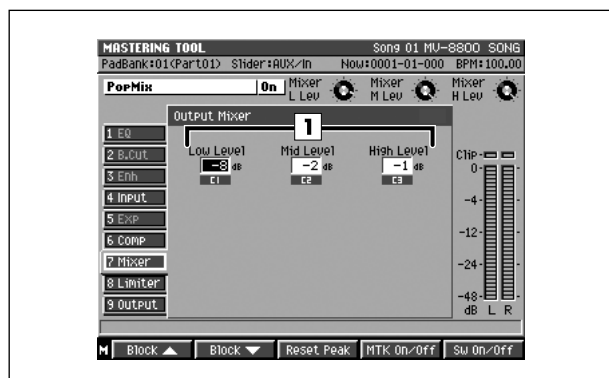 MASTERING TOOL Song 01 MV-8800 SONG
PadBank:01(Part01) Slider:AUX/In Now:0001-01-000 BPM:100.00
PopMix On Mixer L Lev Mixer M Lev Mixer H Lev
Output Mixer
1
1 EQ
2 B.Cut
3 Enh
4 Input
5 Exp
6 Comp
7 Mixer
8 Limiter
9 Output
Low Level Mid Level High Level
-8 dB -2 dB -1 dB
C1 C2 C3
Clip
0
-4
-12
-24
-48
dB L R
M Block ▲ Block ▼ Reset Peak MTK On/Off SW On/Off